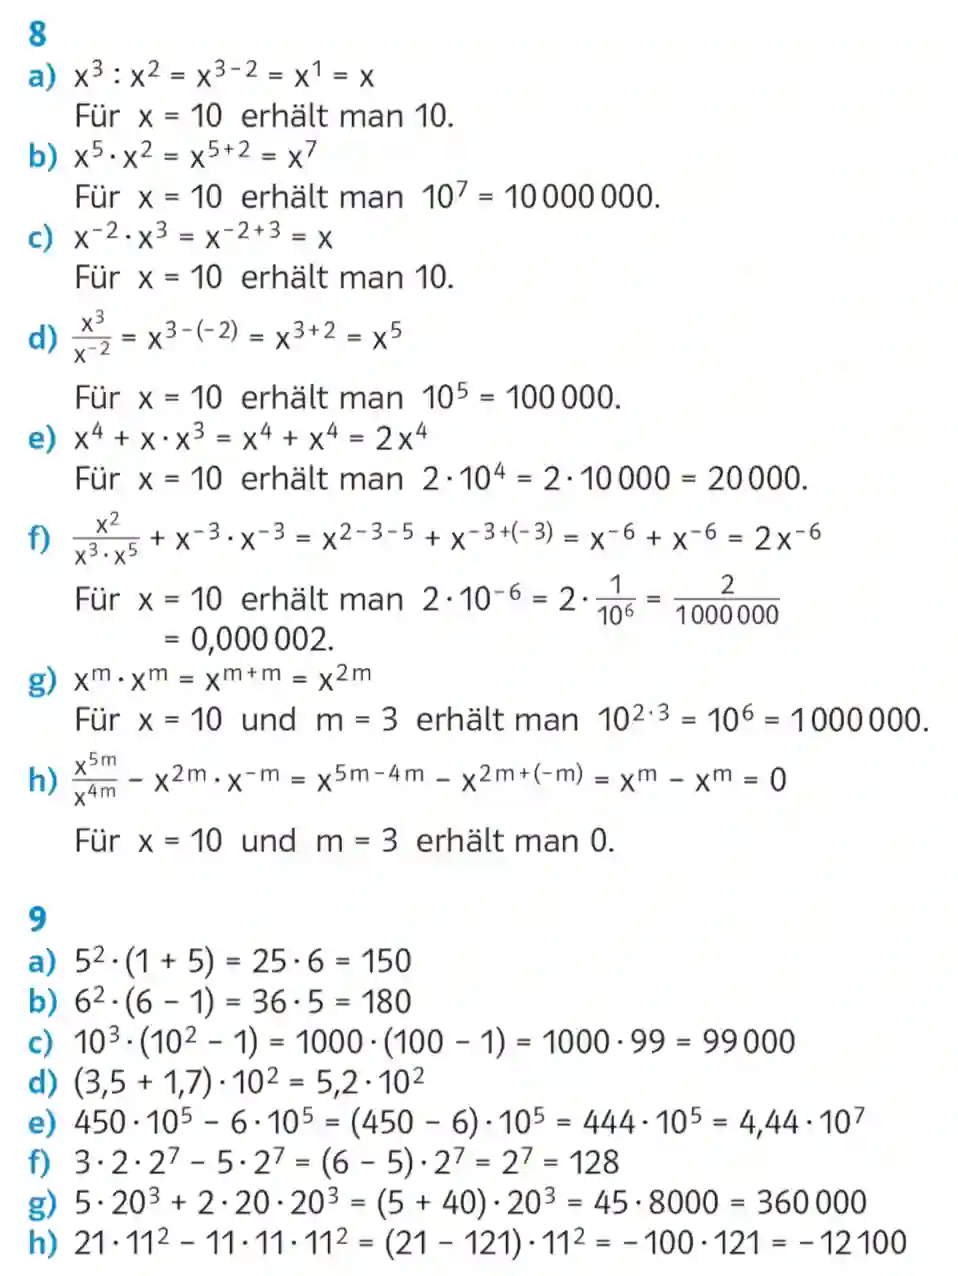 8
a) x³ : x² = x³⁻² = x¹ = x
Für x = 10 erhält man 10.
b) x⁵ · x² = x⁵⁺² = x⁷
Für x = 10 erhält man 10⁷ = 10 000 000.
c) x⁻² · x³ = x⁻²⁺³ = x
Für x = 10 erhält man 10.
d) x³/x⁻² = x³⁻⁽⁻²⁾ = x³⁺² = x⁵
Für x = 10 erhält man 10⁵ = 100 000.
e) x⁴ + x · x³ = x⁴ + x⁴ = 2x⁴
Für x = 10 erhält man 2 · 10⁴ = 2 · 10 000 = 20 000.
f) x²/(x³ · x⁵) + x⁻³ · x⁻³ = x²⁻³⁻⁵ + x⁻³⁺⁽⁻³⁾ = x⁻⁶ + x⁻⁶ = 2x⁻⁶
Für x = 10 erhält man 2 · 10⁻⁶ = 2 · 1/10⁶ = 2/1 000 000
= 0,000 002.
g) xᵐ · xᵐ = xᵐ⁺ᵐ = x²ᵐ
Für x = 10 und m = 3 erhält man 10²·³ = 10⁶ = 1 000 000.
h) x⁵ᵐ/x⁴ᵐ − x²ᵐ · x⁻ᵐ = x⁵ᵐ⁻⁴ᵐ − x²ᵐ⁺⁽⁻ᵐ⁾ = xᵐ − xᵐ = 0
Für x = 10 und m = 3 erhält man 0.
9
a) 5² · (1 + 5) = 25 · 6 = 150
b) 6² · (6 − 1) = 36 · 5 = 180
c) 10³ · (10² − 1) = 1000 · (100 − 1) = 1000 · 99 = 99 000
d) (3,5 + 1,7) · 10² = 5,2 · 10²
e) 450 · 10⁵ − 6 · 10⁵ = (450 − 6) · 10⁵ = 444 · 10⁵ = 4,44 · 10⁷
f) 3 · 2 · 2⁷ − 5 · 2⁷ = (6 − 5) · 2⁷ = 2⁷ = 128
g) 5 · 20³ + 2 · 20 · 20³ = (5 + 40) · 20³ = 45 · 8000 = 360 000
h) 21 · 11² − 11 · 11 · 11² = (21 − 121) · 11² = −100 · 121 = −12 100